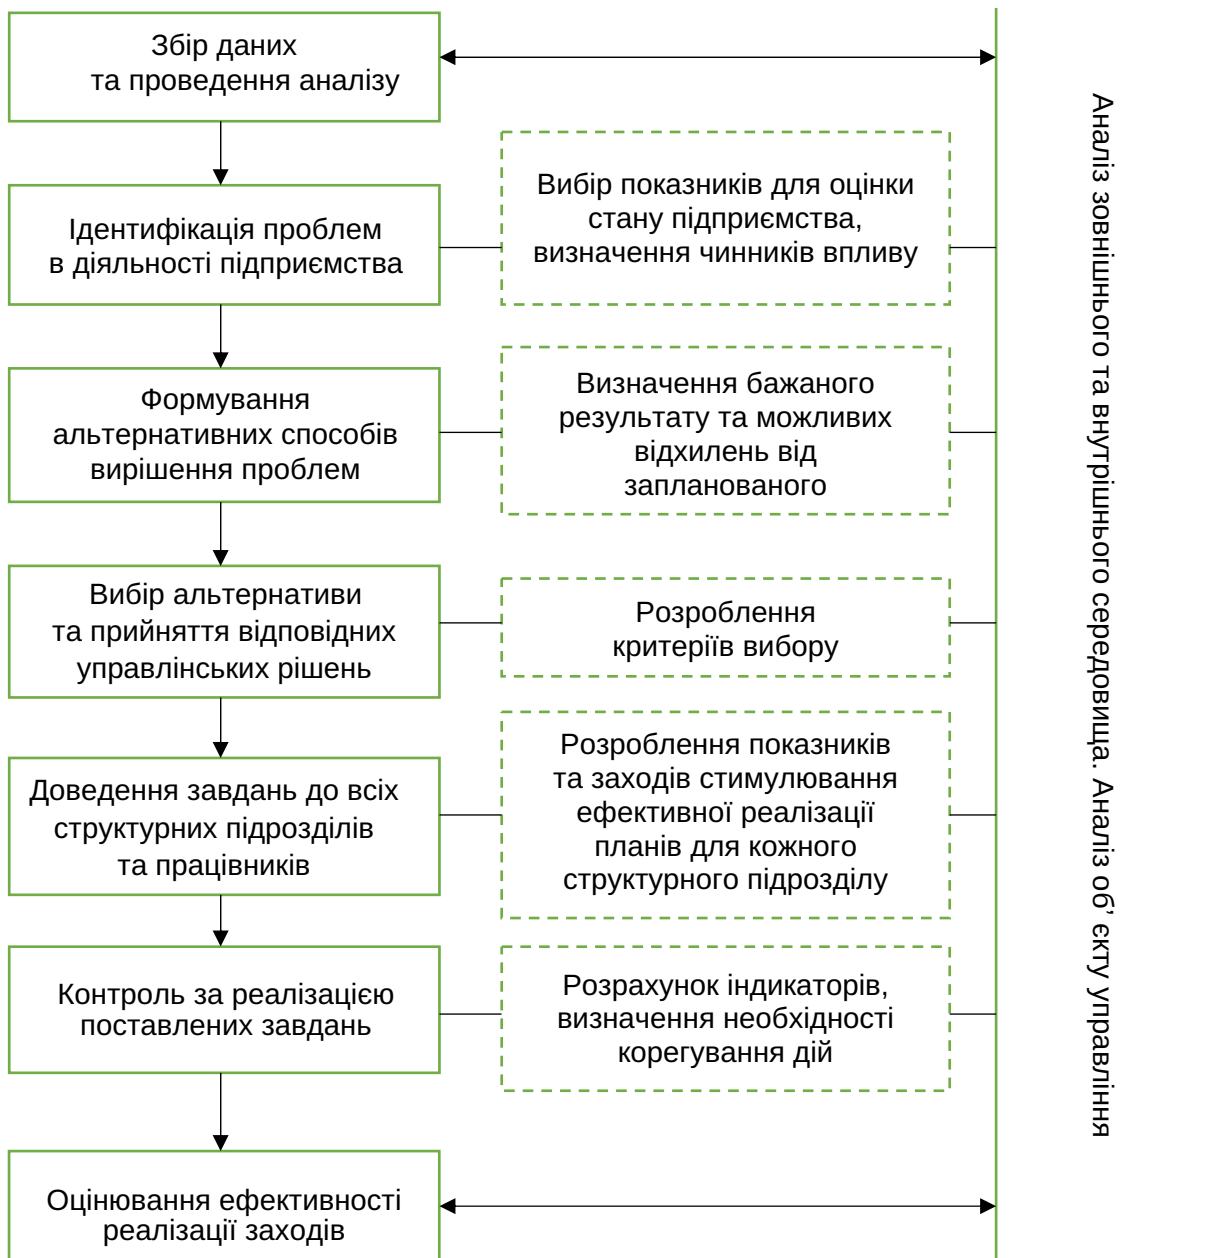 Збір даних
та проведення аналізу
Ідентифікація проблем
в діяльності підприємства
Вибір показників для оцінки
стану підприємства,
визначення чинників впливу
Формування
альтернативних способів
вирішення проблем
Визначення бажаного
результату та можливих
відхилень від
запланованого
Вибір альтернативи
та прийняття відповідних
управлінських рішень
Розроблення
критеріїв вибору
Доведення завдань до всіх
структурних підрозділів
та працівників
Розроблення показників
та заходів стимулювання
ефективної реалізації
планів для кожного
структурного підрозділу
Контроль за реалізацією
поставлених завдань
Розрахунок індикаторів,
визначення необхідності
корегування дій
Оцінювання ефективності
реалізації заходів
Аналіз зовнішнього та внутрішнього середовища. Аналіз об’ єкту управління